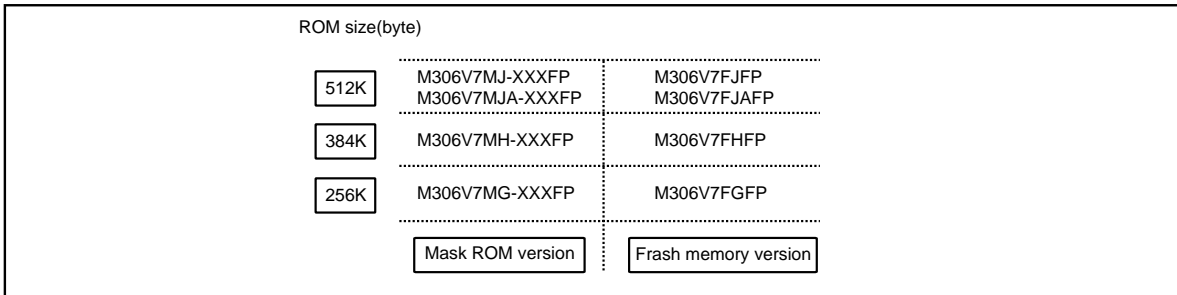 ROM size(byte)
512K
M306V7MJ-XXXFP
M306V7MJA-XXXFP
M306V7FJFP
M306V7FJAFP
384K
M306V7MH-XXXFP
M306V7FHFP
256K
M306V7MG-XXXFP
M306V7FGFP
Mask ROM version
Frash memory version